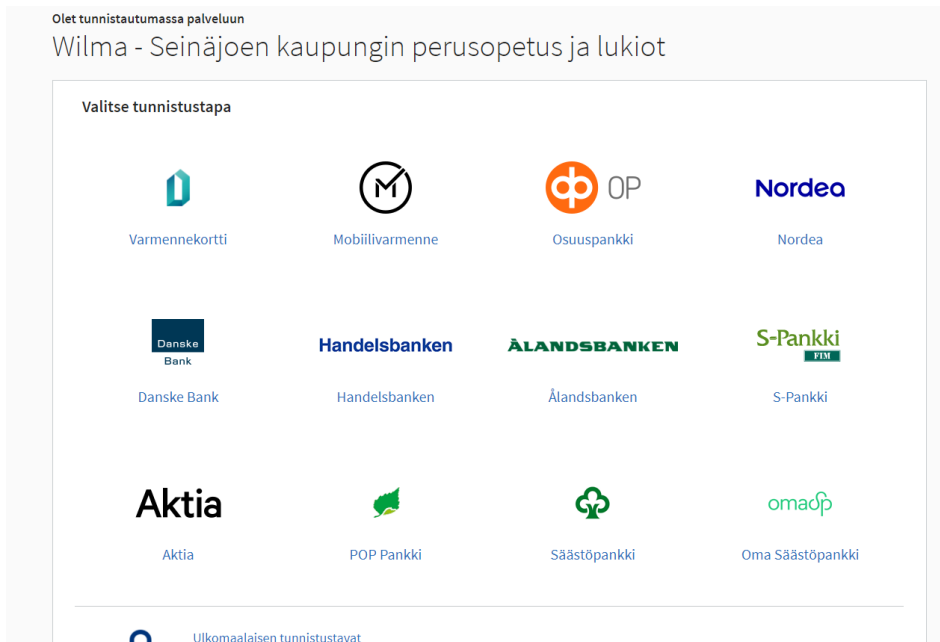 Olet tunnistautumassa palveluun
Wilma - Seinäjoen kaupungin perusopetus ja lukiot
Valitse tunnistustapa
OP
Nordea
Varmennekortti
Mobiilivarmenne
Osuuspankki
Nordea
Danske
Bank
Handelsbanken
ÅLANDSBANKEN
S-Pankki
FIM
Danske Bank
Handelsbanken
Ålandsbanken
S-Pankki
Aktia
omasp
Aktia
POP Pankki
Säästöpankki
Oma Säästöpankki
Ulkomaalaisen tunnistustavat